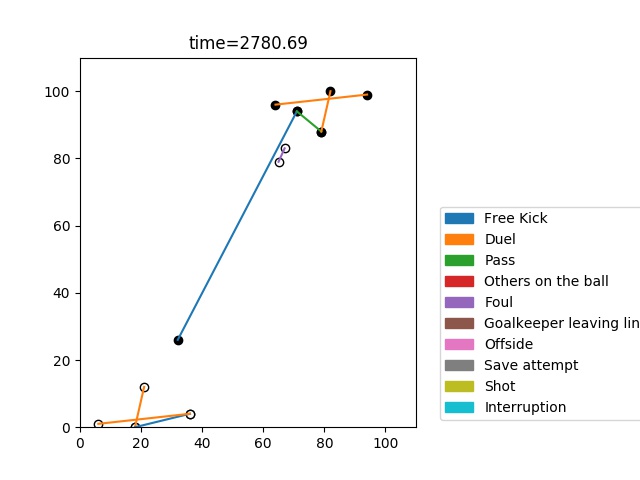 time=2780.69
100
80
60
40
20
0
0 20 40 60 80 100
Free Kick
Duel
Pass
Others on the ball
Foul
Goalkeeper leaving lin
Offside
Save attempt
Shot
Interruption